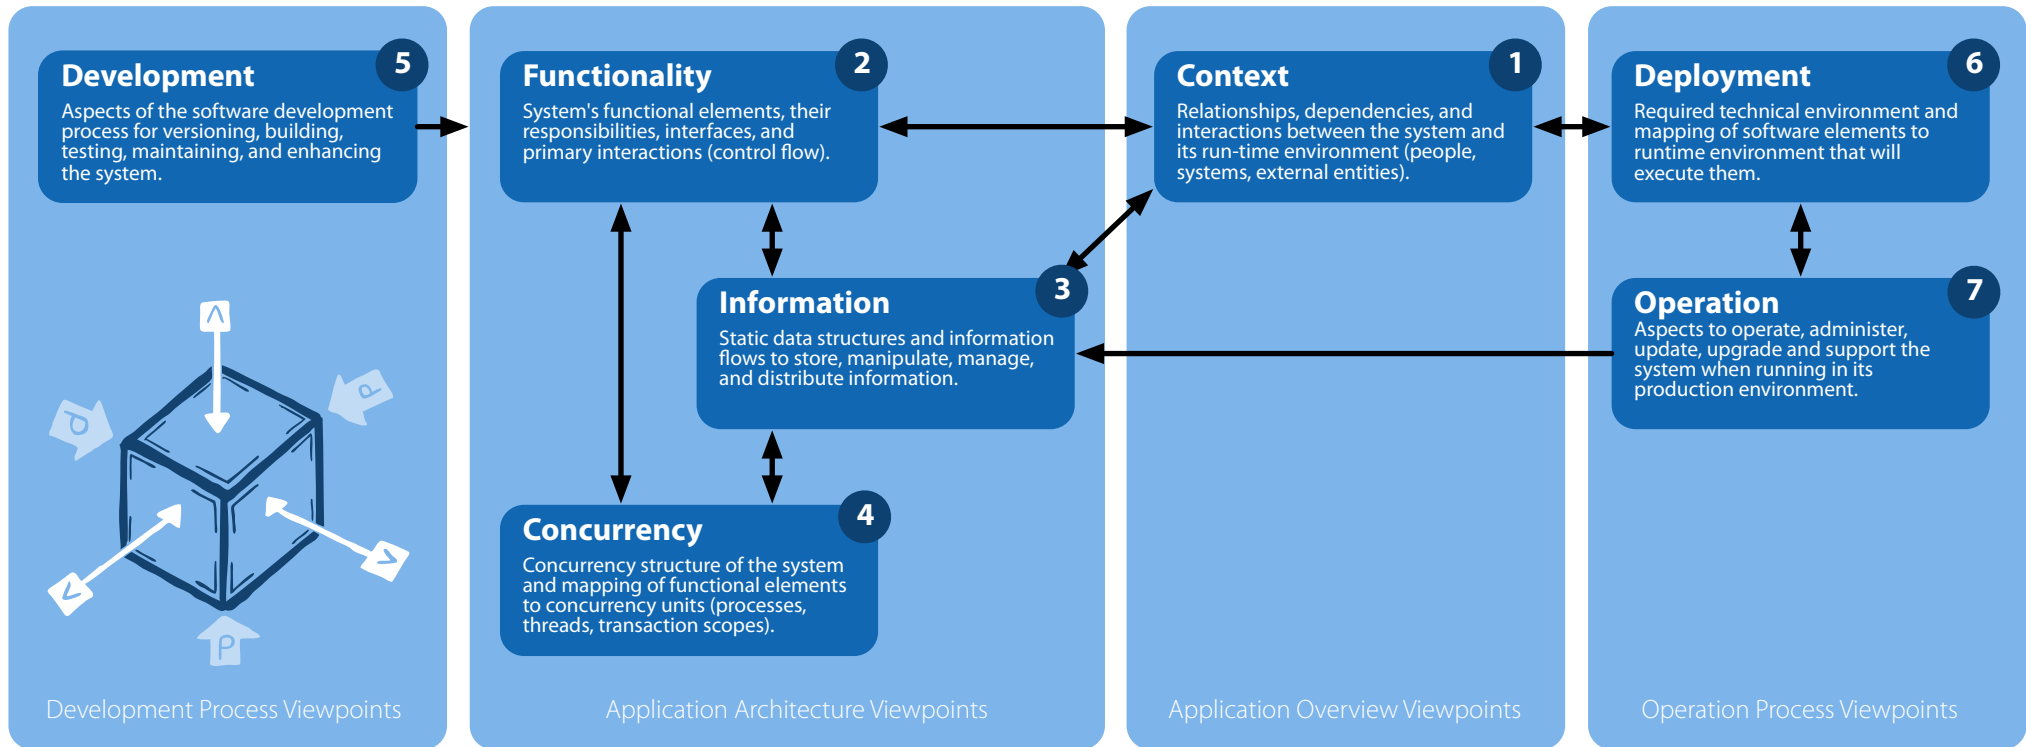 Development
5
Aspects of the software development
process for versioning, building,
testing, maintaining, and enhancing
the system.
V
P
P
V
V
P
Development Process Viewpoints
Functionality
2
System's functional elements, their
responsibilities, interfaces, and
primary interactions (control flow).
Information
3
Static data structures and information
flows to store, manipulate, manage,
and distribute information.
Concurrency
4
Concurrency structure of the system
and mapping of functional elements
to concurrency units (processes,
threads, transaction scopes).
Application Architecture Viewpoints
Context
1
Relationships, dependencies, and
interactions between the system and
its run-time environment (people,
systems, external entities).
Application Overview Viewpoints
Deployment
6
Required technical environment and
mapping of software elements to
runtime environment that will
execute them.
Operation
7
Aspects to operate, administer,
update, upgrade and support the
system when running in its
production environment.
Operation Process Viewpoints